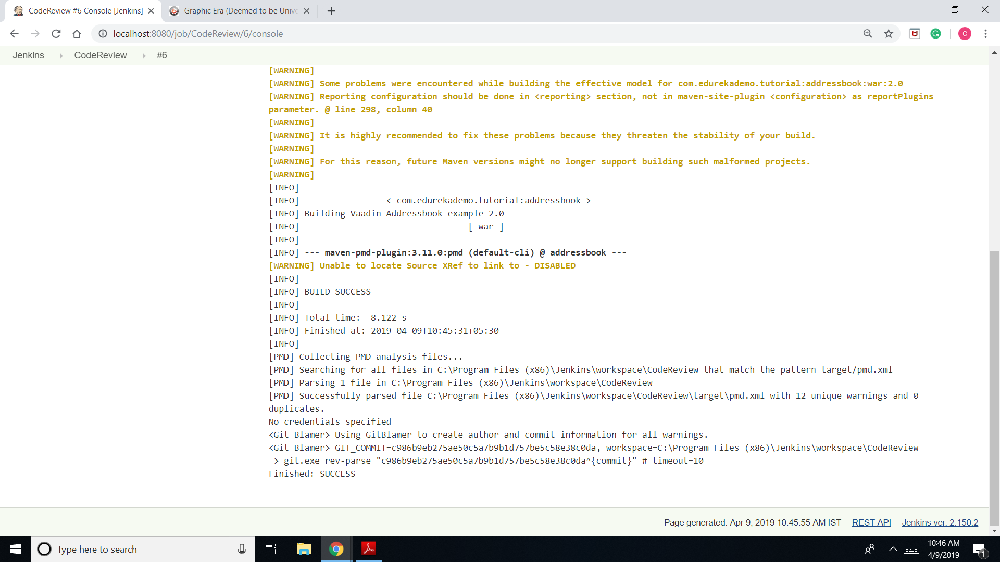 CodeReview #6 Console [Jenkins]
Graphic Era (Deemed to be Unive
localhost:8080/job/CodeReview/6/console
C
Jenkins
CodeReview
#6
[WARNING]
[WARNING] Some problems were encountered while building the effective model for com.edurekademo.tutorial:addressbook:war:2.0
[WARNING] Reporting configuration should be done in <reporting> section, not in maven-site-plugin <configuration> as reportPlugins
parameter. @ line 298, column 40
[WARNING]
[WARNING] It is highly recommended to fix these problems because they threaten the stability of your build.
[WARNING]
[WARNING] For this reason, future Maven versions might no longer support building such malformed projects.
[WARNING]
[INFO]
[INFO] ----------------< com.edurekademo.tutorial:addressbook >----------------
[INFO] Building Vaadin Addressbook example 2.0
[INFO] --------------------------------[ war ]---------------------------------
[INFO]
[INFO] --- maven-pmd-plugin:3.11.0:pmd (default-cli) @ addressbook ---
[WARNING] Unable to locate Source XRef to link to - DISABLED
[INFO] ------------------------------------------------------------------------
[INFO] BUILD SUCCESS
[INFO] ------------------------------------------------------------------------
[INFO] Total time:  8.122 s
[INFO] Finished at: 2019-04-09T10:45:31+05:30
[INFO] ------------------------------------------------------------------------
[PMD] Collecting PMD analysis files...
[PMD] Searching for all files in C:\Program Files (x86)\Jenkins\workspace\CodeReview that match the pattern target/pmd.xml
[PMD] Parsing 1 file in C:\Program Files (x86)\Jenkins\workspace\CodeReview
[PMD] Successfully parsed file C:\Program Files (x86)\Jenkins\workspace\CodeReview\target\pmd.xml with 12 unique warnings and 0
duplicates.
No credentials specified
<Git Blamer> Using GitBlamer to create author and commit information for all warnings.
<Git Blamer> GIT_COMMIT=c986b9eb275ae50c5a7b9b1d757be5c58e38c0da, workspace=C:\Program Files (x86)\Jenkins\workspace\CodeReview
 > git.exe rev-parse "c986b9eb275ae50c5a7b9b1d757be5c58e38c0da^{commit}" # timeout=10
Finished: SUCCESS
Page generated: Apr 9, 2019 10:45:55 AM IST
REST API
Jenkins ver. 2.150.2
Type here to search
10:46 AM
4/9/2019
1